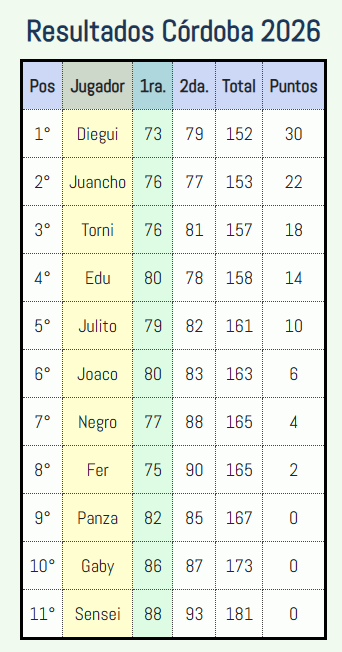 Resultados Córdoba 2026
Pos Jugador 1ra. 2da. Total Puntos
1° Diegui 73 79 152 30
2° Juancho 76 77 153 22
3° Torni 76 81 157 18
4° Edu 80 78 158 14
5° Julito 79 82 161 10
6° Joaco 80 83 163 6
7° Negro 77 88 165 4
8° Fer 75 90 165 2
9° Panza 82 85 167 0
10° Gaby 86 87 173 0
11° Sensei 88 93 181 0